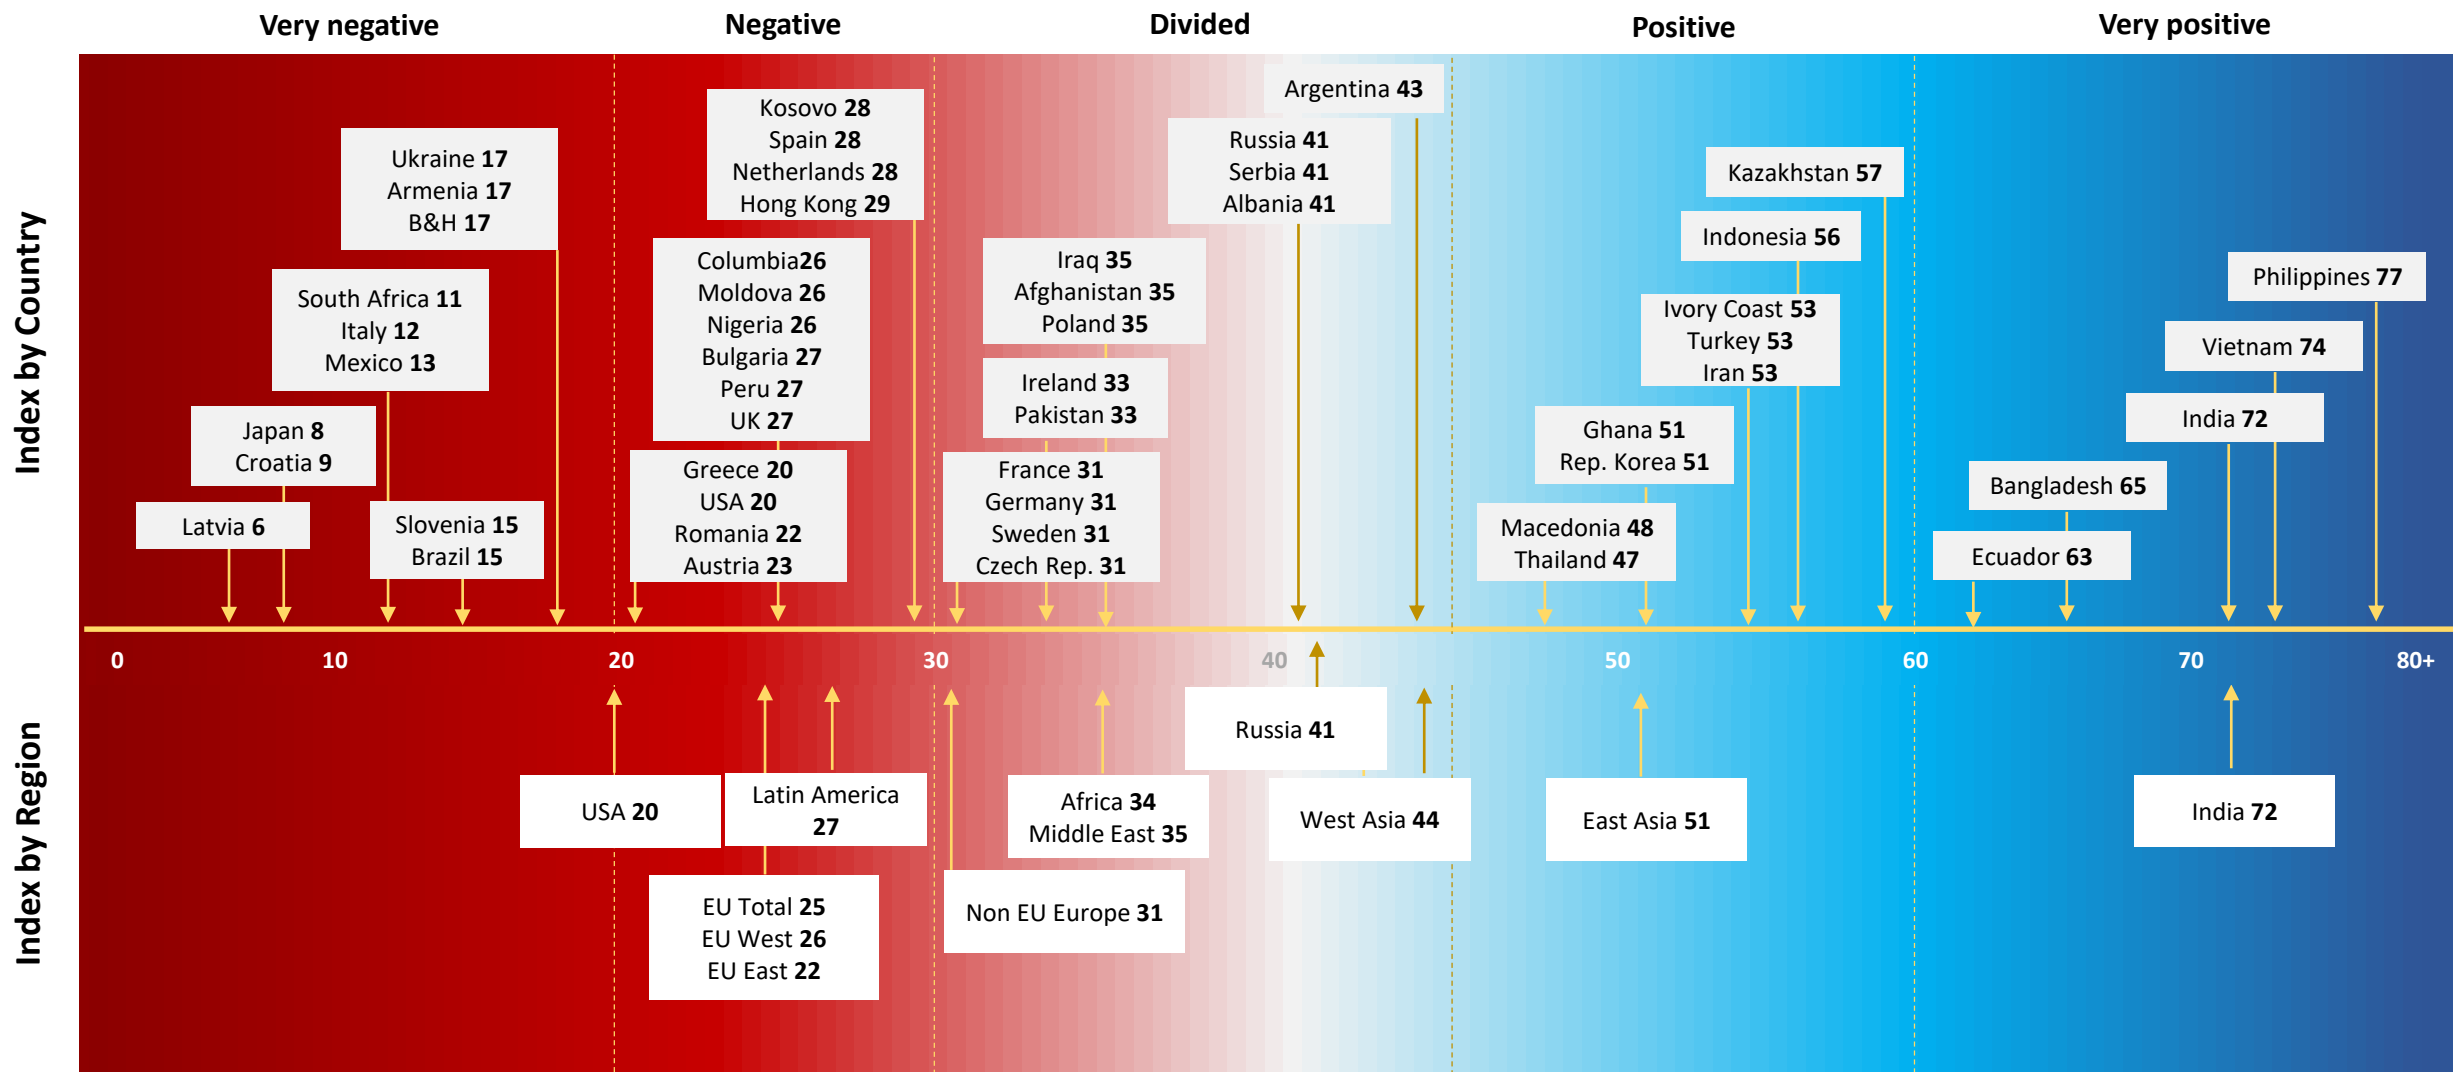 Very negative
Negative
Divided
Positive
Very positive
Index by Country
Ukraine 17
Armenia 17
B&H 17
South Africa 11
Italy 12
Mexico 13
Japan 8
Croatia 9
Latvia 6
Slovenia 15
Brazil 15
Kosovo 28
Spain 28
Netherlands 28
Hong Kong 29
Columbia26
Moldova 26
Nigeria 26
Bulgaria 27
Peru 27
UK 27
Greece 20
USA 20
Romania 22
Austria 23
Argentina 43
Russia 41
Serbia 41
Albania 41
Iraq 35
Afghanistan 35
Poland 35
Ireland 33
Pakistan 33
France 31
Germany 31
Sweden 31
Czech Rep. 31
Kazakhstan 57
Indonesia 56
Ivory Coast 53
Turkey 53
Iran 53
Ghana 51
Rep. Korea 51
Macedonia 48
Thailand 47
Philippines 77
Vietnam 74
India 72
Bangladesh 65
Ecuador 63
0
10
20
30
40
50
60
70
80+
Index by Region
USA 20
Latin America
27
EU Total 25
EU West 26
EU East 22
Africa 34
Middle East 35
Non EU Europe 31
Russia 41
West Asia 44
East Asia 51
India 72